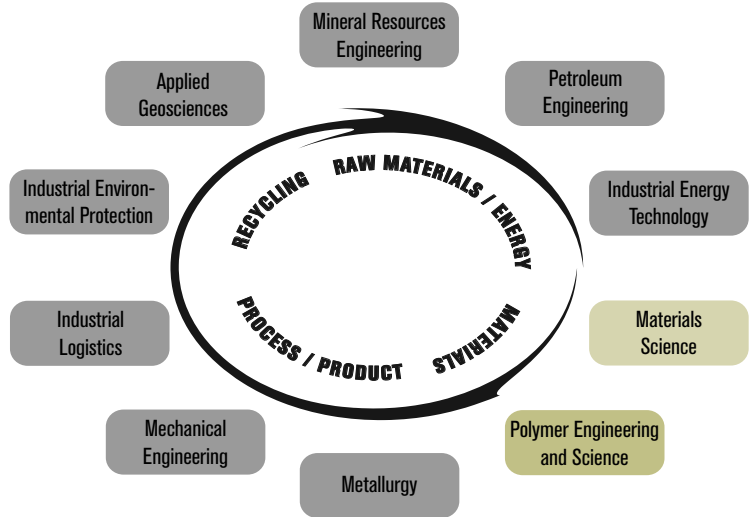 Mineral Resources
Engineering
Applied
Geosciences
Petroleum
Engineering
Industrial Environ-
mental Protection
Industrial Energy
Technology
RECYCLING
RAW MATERIALS / ENERGY
PROCESS / PRODUCT
MATERIALS
Industrial
Logistics
Materials
Science
Mechanical
Engineering
Polymer Engineering
and Science
Metallurgy